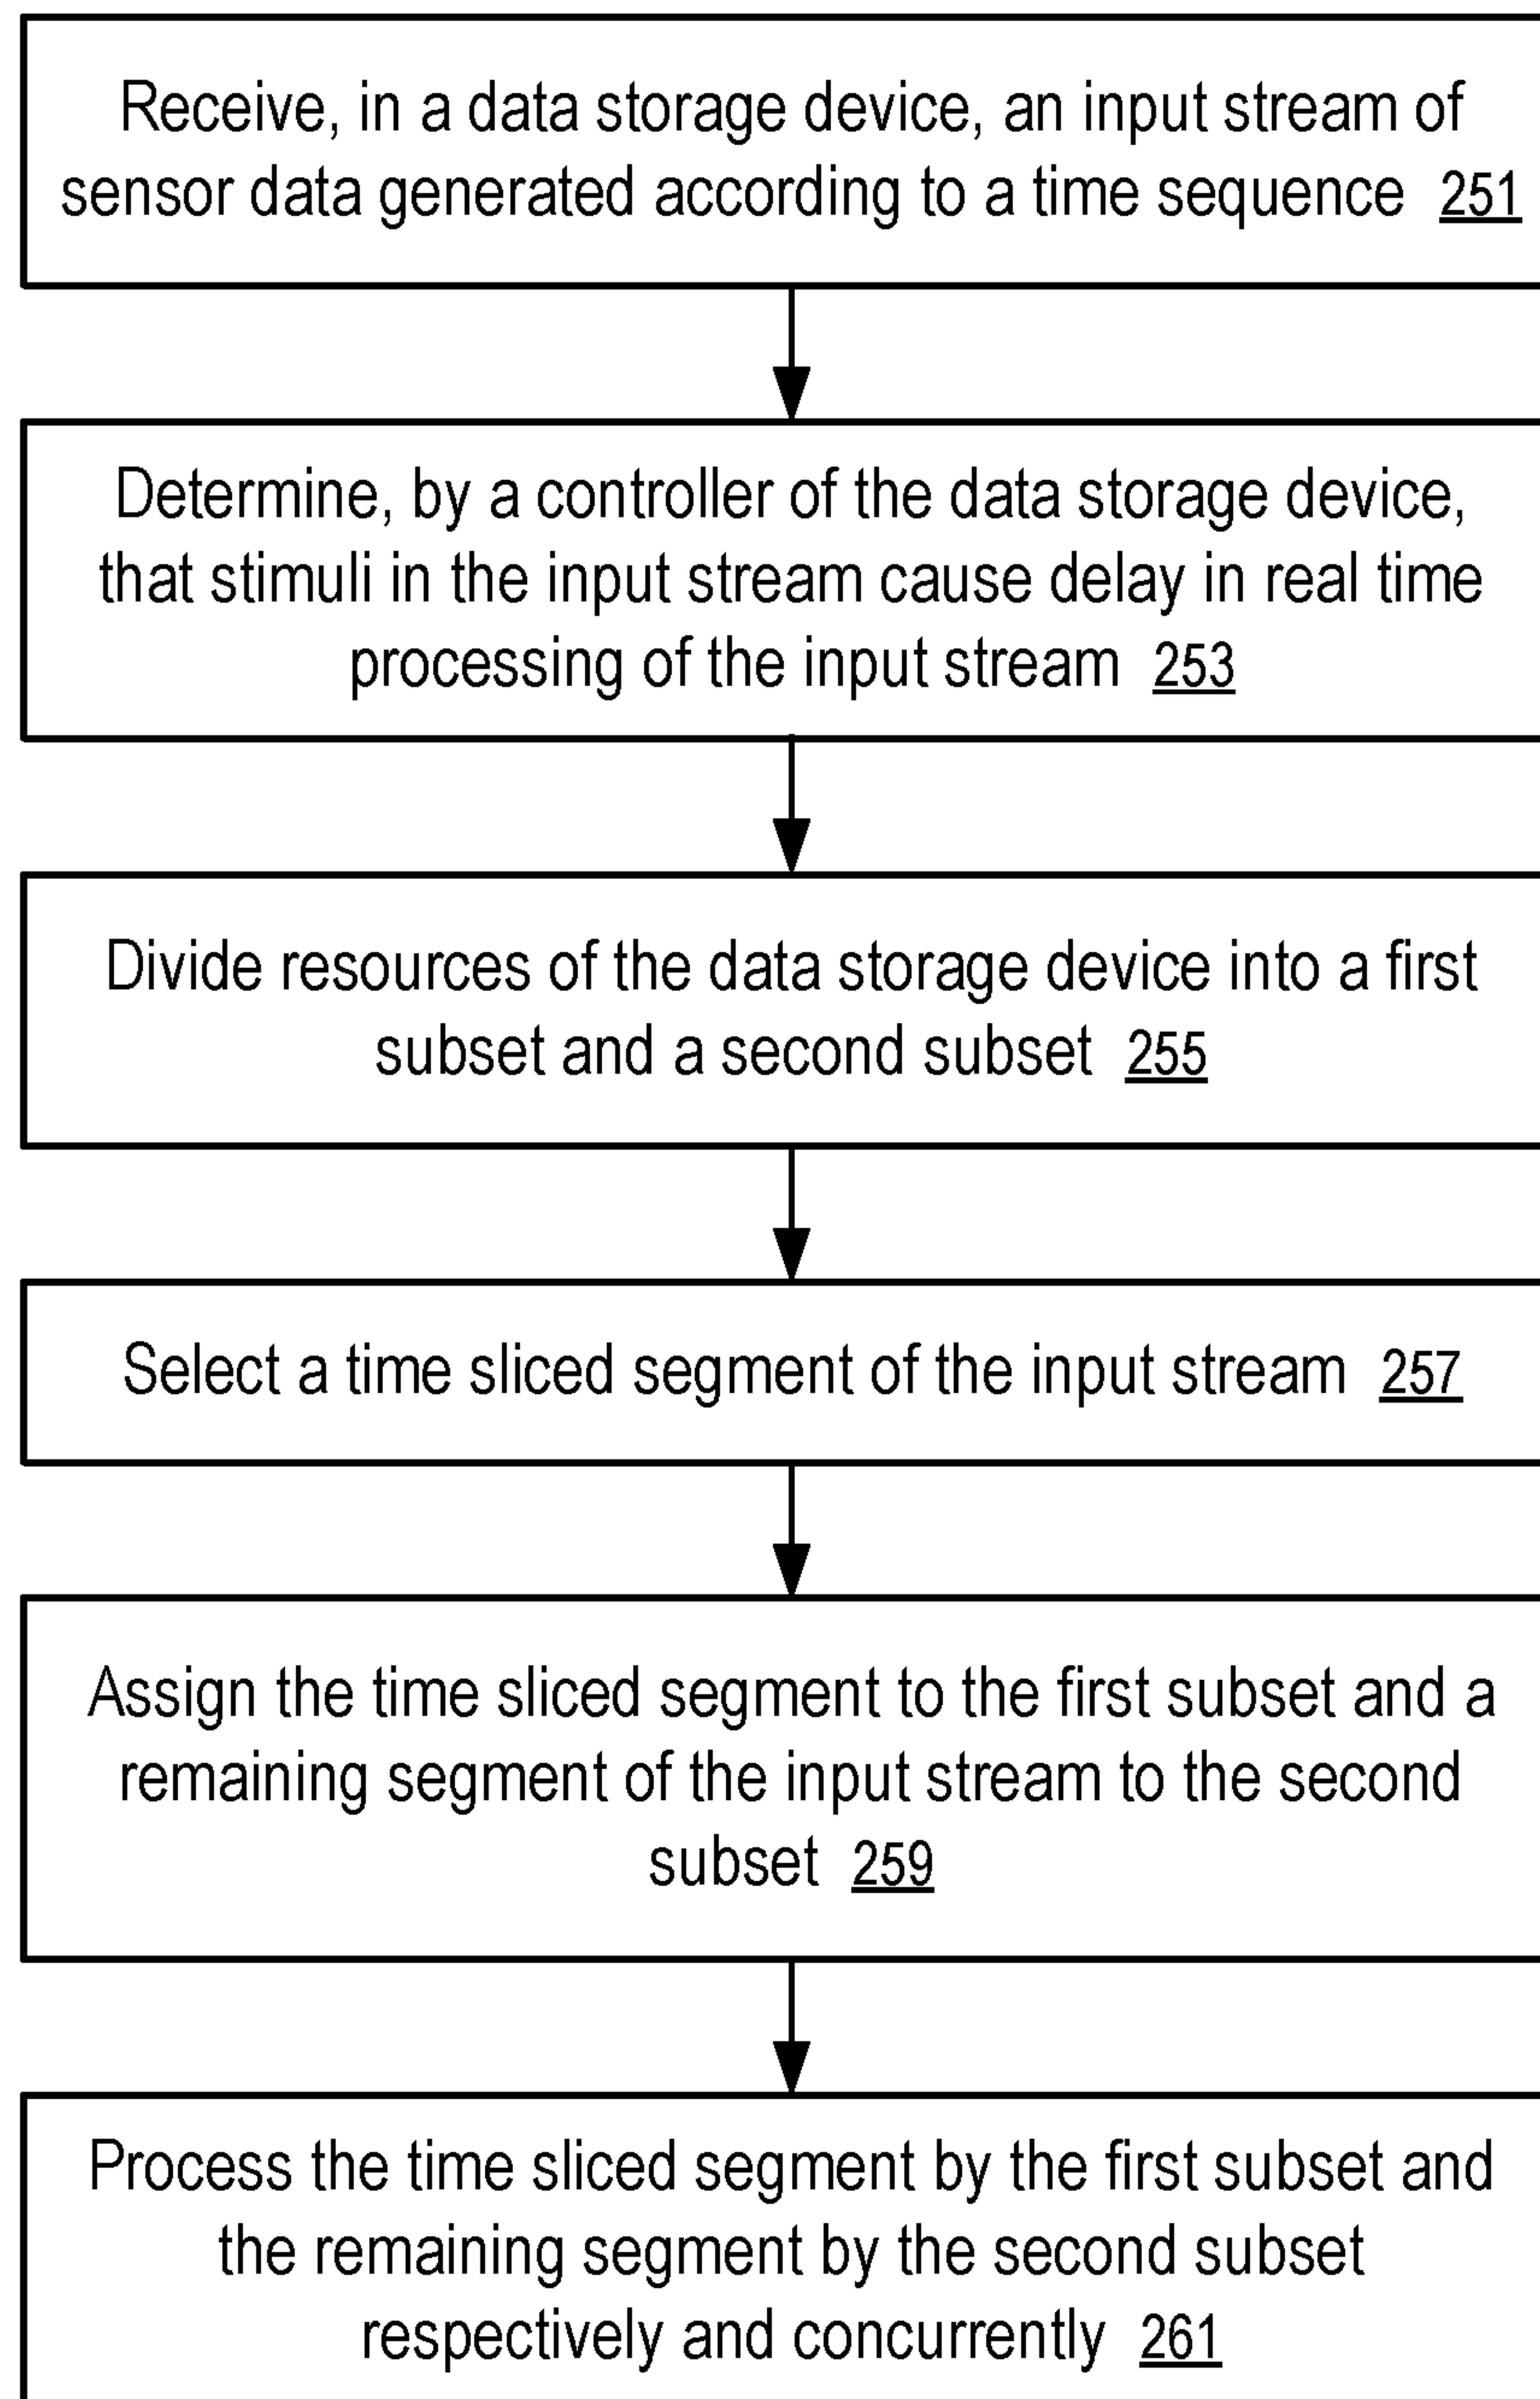 Receive, in a data storage device, an input stream of
sensor data generated according to a time sequence 251
Determine, by a controller of the data storage device,
that stimuli in the input stream cause delay in real time
processing of the input stream 253
Divide resources of the data storage device into a first
subset and a second subset 255
Select a time sliced segment of the input stream 257
Assign the time sliced segment to the first subset and a
remaining segment of the input stream to the second
subset 259
Process the time sliced segment by the first subset and
the remaining segment by the second subset
respectively and concurrently 261